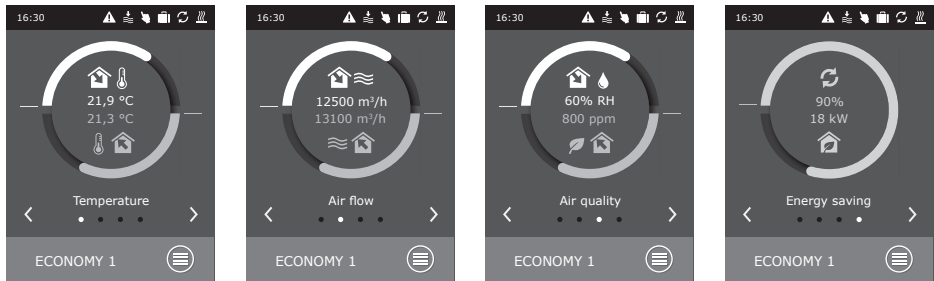 16:30
21,9 °C
21,3 °C
Temperature
ECONOMY 1
16:30
12500 m³/h
13100 m³/h
Air flow
ECONOMY 1
16:30
60% RH
800 ppm
Air quality
ECONOMY 1
16:30
90%
18 kW
Energy saving
ECONOMY 1